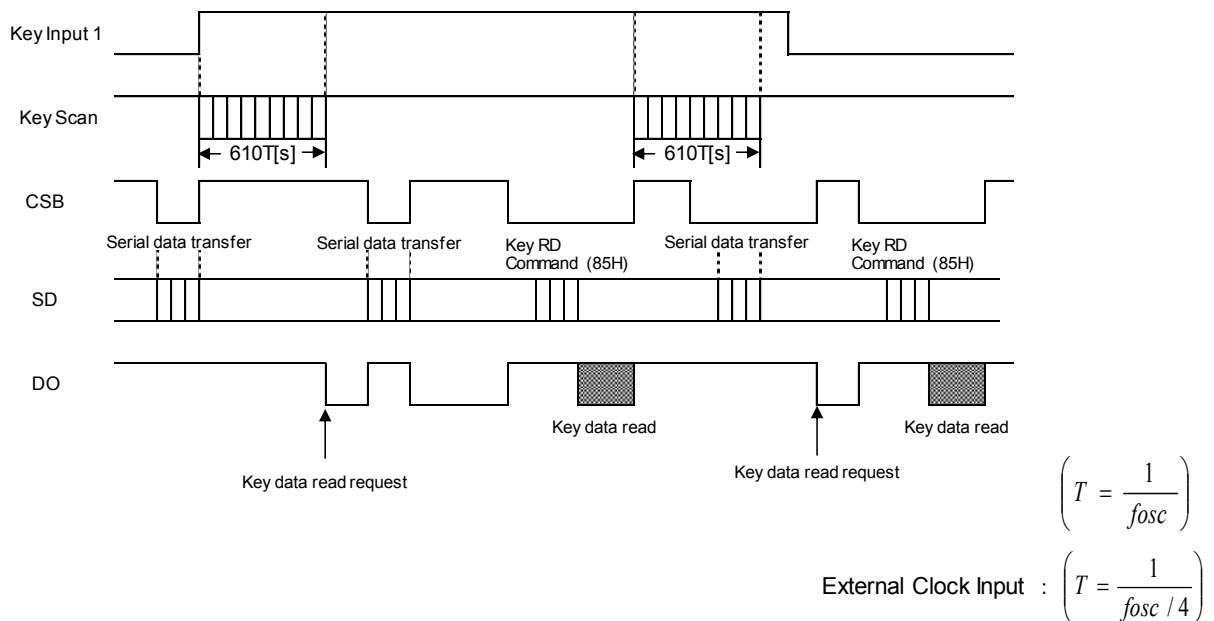 Key Input 1
Key Scan
610T[s] 610T[s]
CSB
Serial data transfer Serial data transfer Key RD Command (85H) Serial data transfer Key RD Command (85H)
SD
DO
Key data read Key data read
Key data read request Key data read request
( T = 1 / fosc )
External Clock Input : ( T = 1 / fosc / 4 )